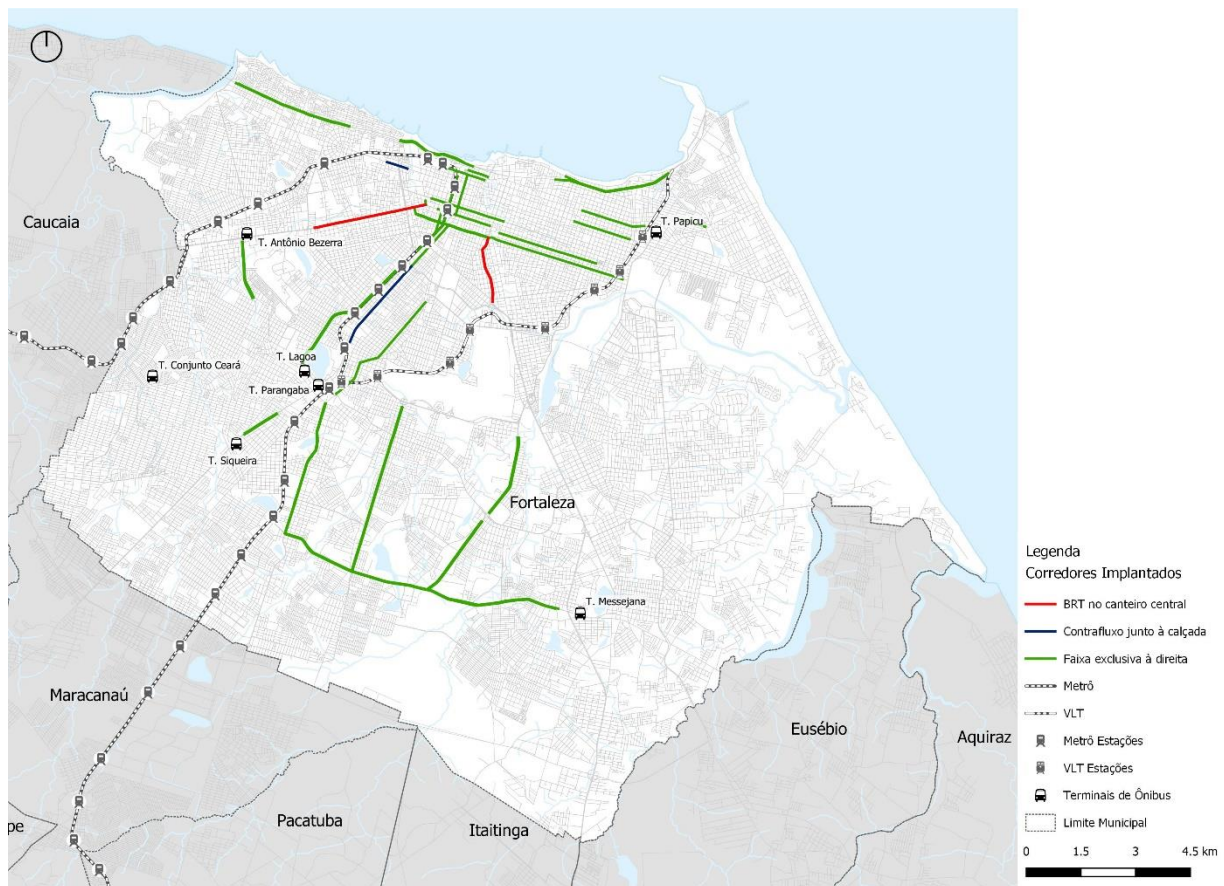 Caucaia
T. Antônio Bezerra
T. Papicu
T. Conjunto Ceará
T. Lagoa
T. Parangaba
T. Siqueira
Fortaleza
T. Messejana
Maracanaú
Eusébio
Aquiraz
Pacatuba
Itaitinga
pe
Legenda
Corredores Implantados
BRT no canteiro central
Contrafluxo junto à calçada
Faixa exclusiva à direita
Metrô
VLT
Metrô Estações
VLT Estações
Terminais de Ônibus
Limite Municipal
0 1.5 3 4.5 km